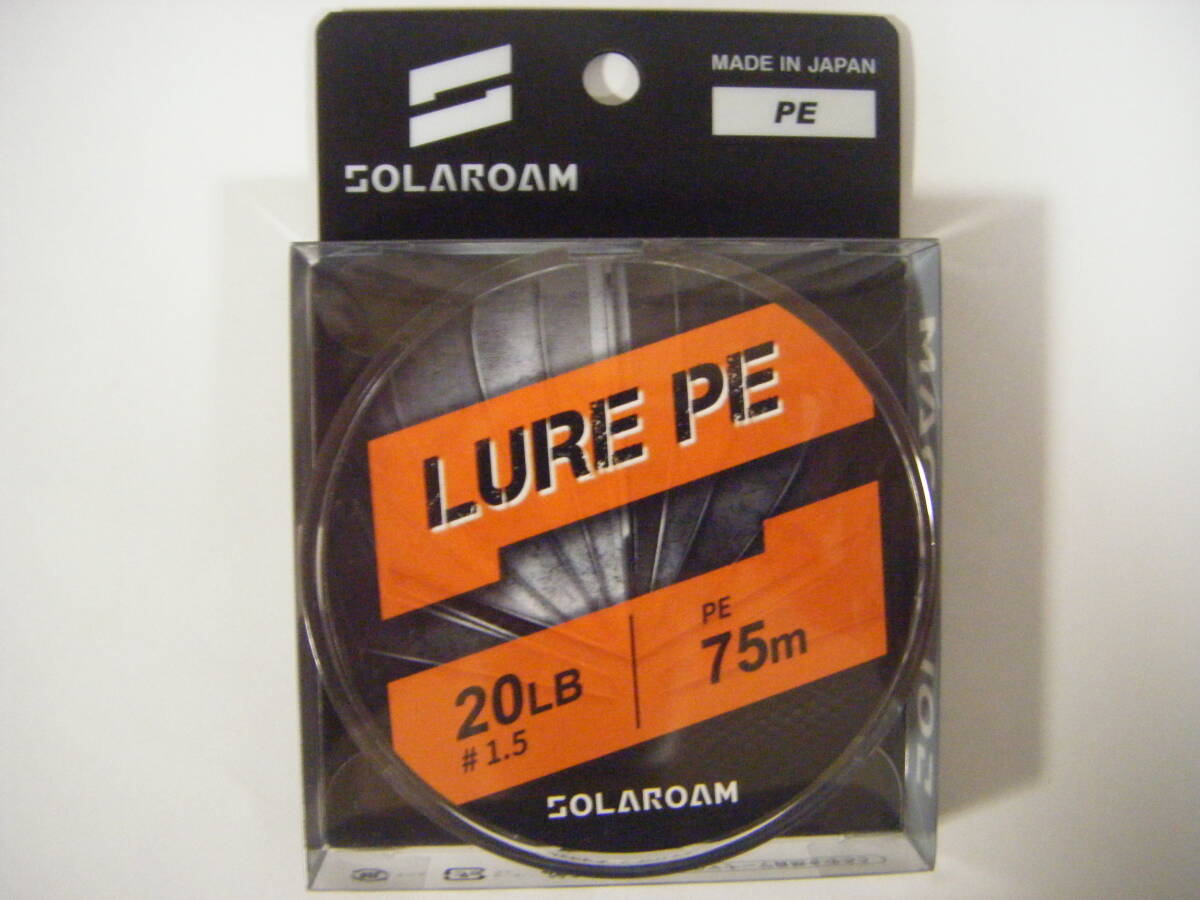 MADE IN JAPAN
PE
SOLAROAM
LURE PE
PE
75m
20LB
#1.5
SOLAROAM